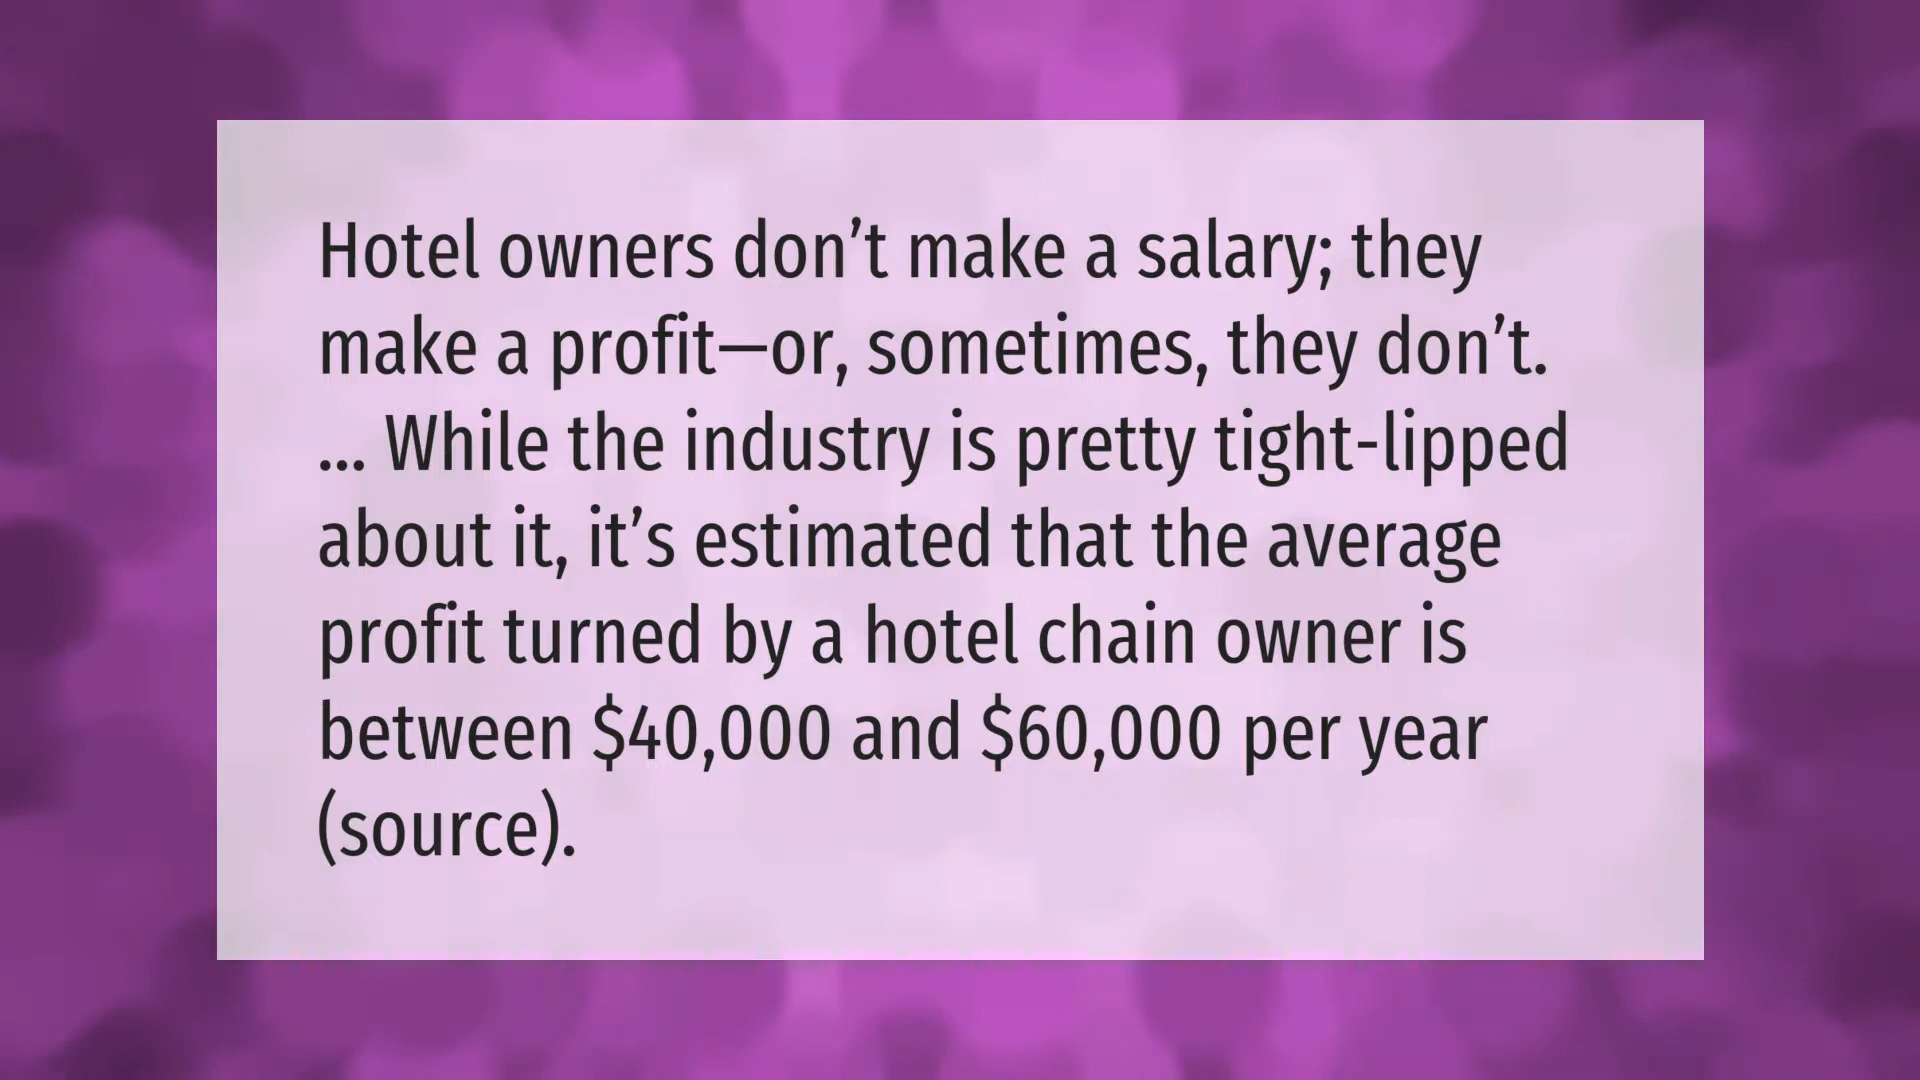 Hotel owners don’t make a salary; they
make a profit—or, sometimes, they don’t.
... While the industry is pretty tight-lipped
about it, it’s estimated that the average
profit turned by a hotel chain owner is
between $40,000 and $60,000 per year
(source).